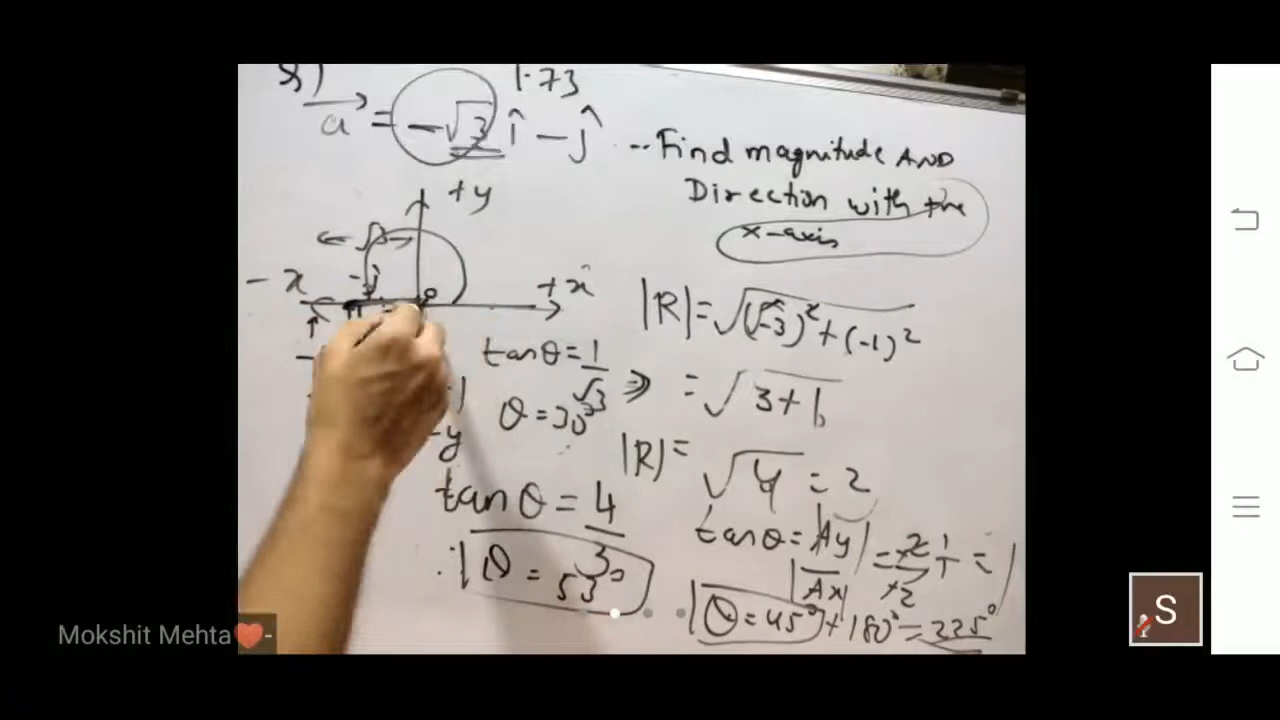 1.73
a = -√3 î - ĵ
-- Find magnitude AND
Direction with the
x-axis
+y
-x
+x
-ĵ
|R| = √(√-3)² + (-1)²
tanθ = 1/√3
= √3+1
θ = 30°
-y
|R| = √4 = 2
tanθ = 4/3
θ = 53°
tanθ = |Ay|/|Ax|
θ = 45° + 180° = 225°
Mokshit Mehta❤️-
S